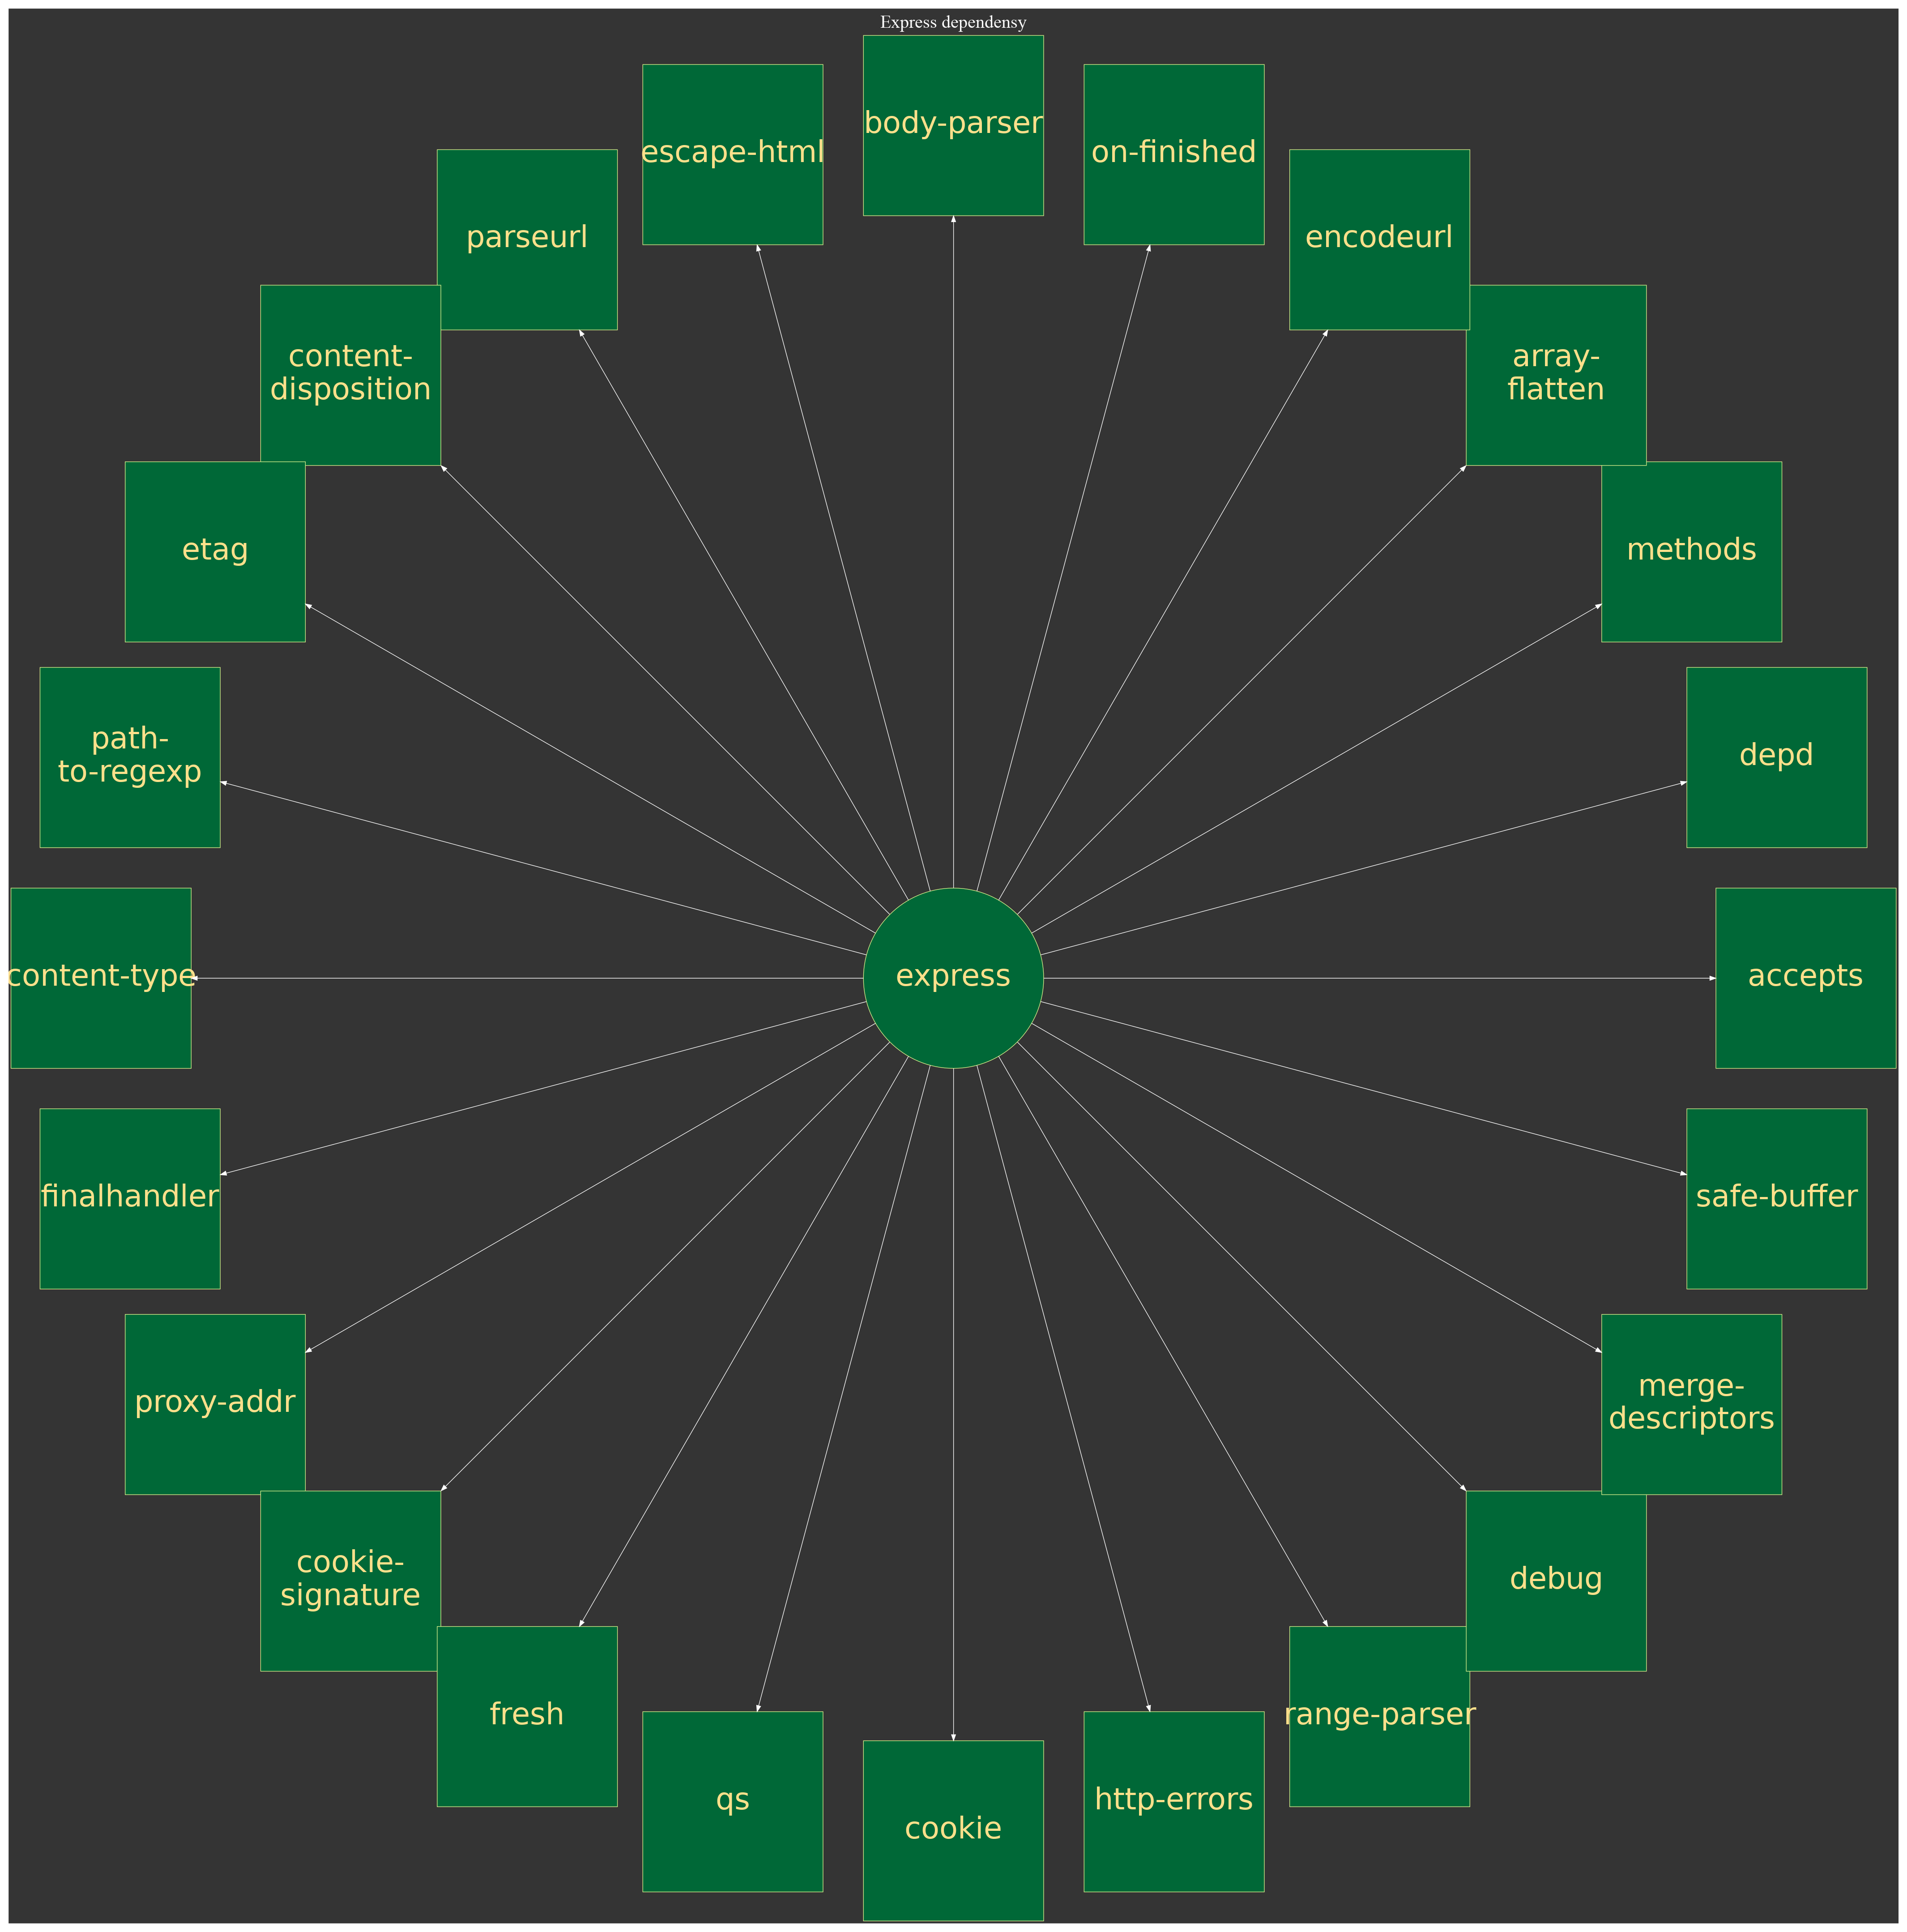 Express dependensy
body-parser
escape-html
on-finished
parseurl
encodeurl
content-
disposition
array-
flatten
etag
methods
path-
to-regexp
depd
content-type
express
accepts
finalhandler
safe-buffer
proxy-addr
merge-
descriptors
cookie-
signature
debug
fresh
range-parser
qs
http-errors
cookie